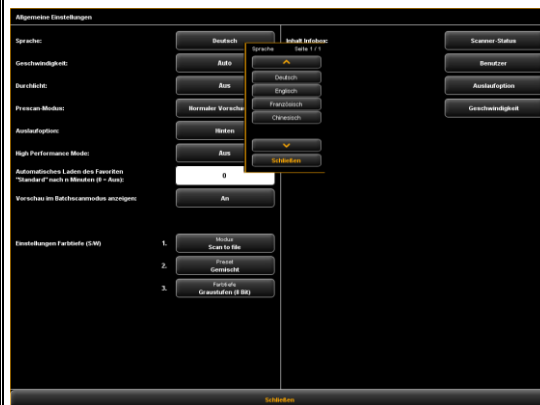 Allgemeine Einstellungen
Sprache:
Deutsch
Geschwindigkeit:
Auto
Durchlicht:
Aus
Prescan-Modus:
Normaler Vorschau
Auslaufoption:
Hinten
High Performance Mode:
Aus
Automatisches Laden des Favoriten
"Standard" nach n Minuten (0 = Aus):
0
Vorschau im Batchscanmodus anzeigen:
An
Einstellungen Farbtiefe (S/W)
1.
Modus
Scan to file
2.
Preset
Gemischt
3.
Farbtiefe
Graustufen (8 Bit)
Sprache Seite 1 / 1
Deutsch
Englisch
Französisch
Chinesisch
Schließen
Inhalt Infobox:
Scanner-Status
Benutzer
Auslaufoption
Geschwindigkeit
Schließen